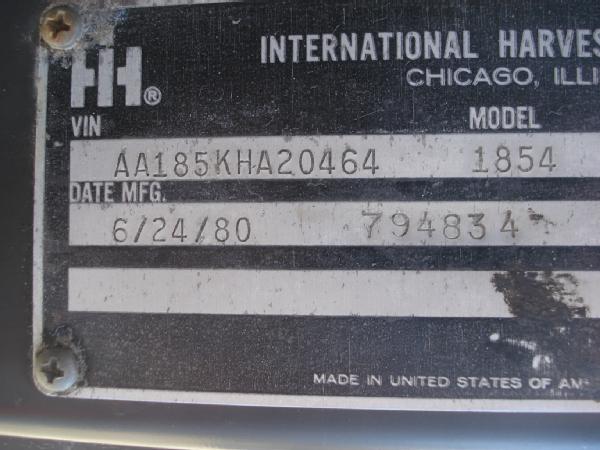 INTERNATIONAL HARVES
CHICAGO, ILLI
IH®
VIN MODEL
AA185KHA20464 1854
DATE MFG.
6/24/80 794834
MADE IN UNITED STATES OF AM